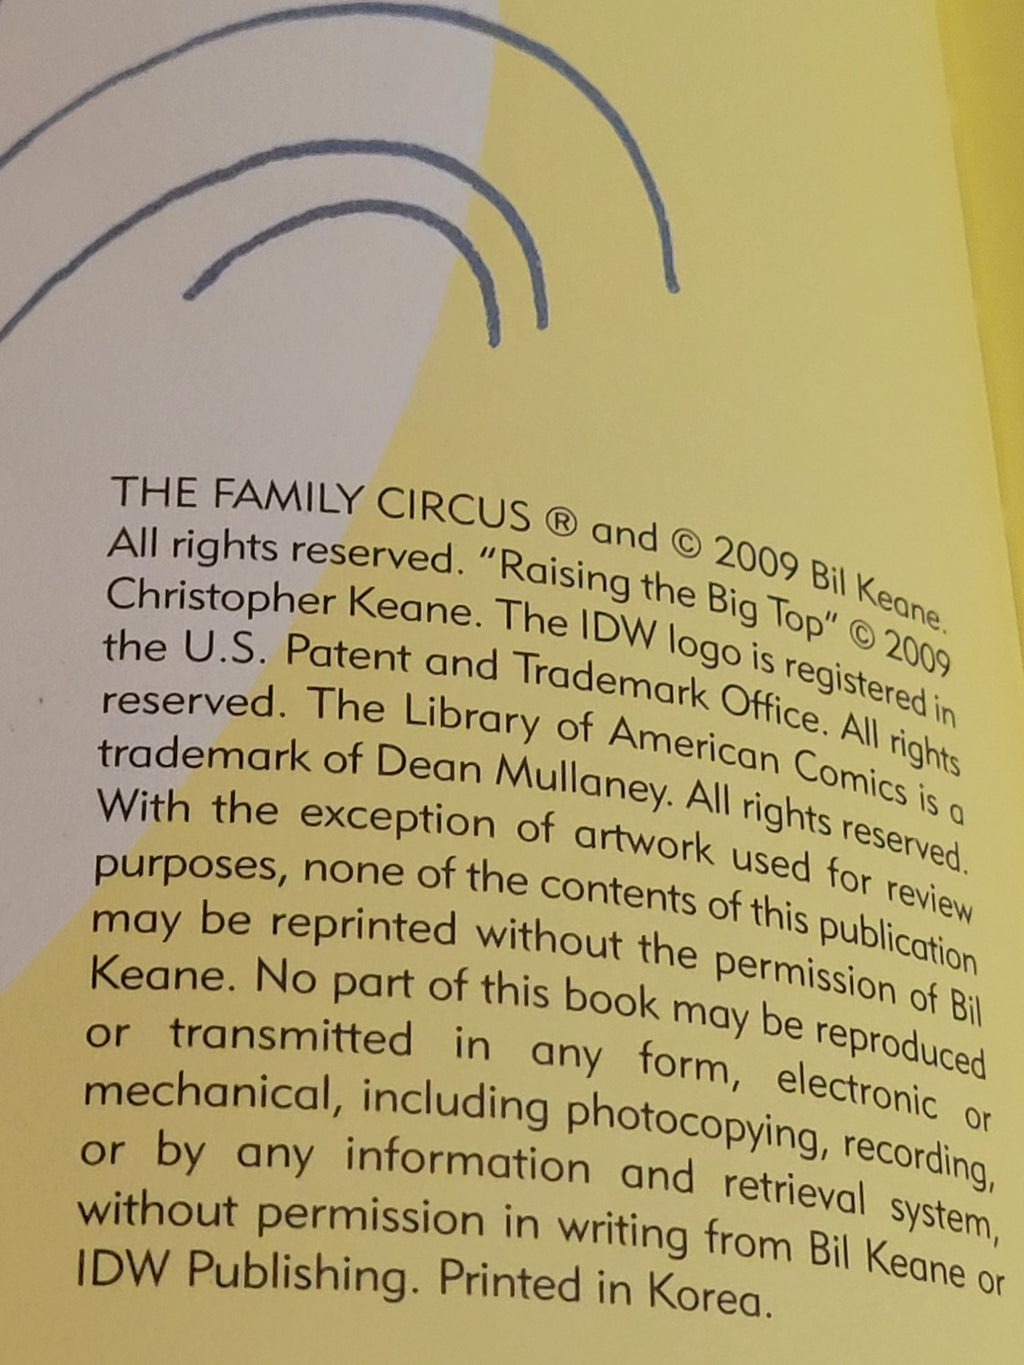 THE FAMILY CIRCUS ® and © 2009 Bil Keane.
All rights reserved. “Raising the Big Top” © 2009
Christopher Keane. The IDW logo is registered in
the U.S. Patent and Trademark Office. All rights
reserved. The Library of American Comics is a
trademark of Dean Mullaney. All rights reserved.
With the exception of artwork used for review
purposes, none of the contents of this publication
may be reprinted without the permission of Bil
Keane. No part of this book may be reproduced
or transmitted in any form, electronic or
mechanical, including photocopying, recording,
or by any information and retrieval system,
without permission in writing from Bil Keane or
IDW Publishing. Printed in Korea.